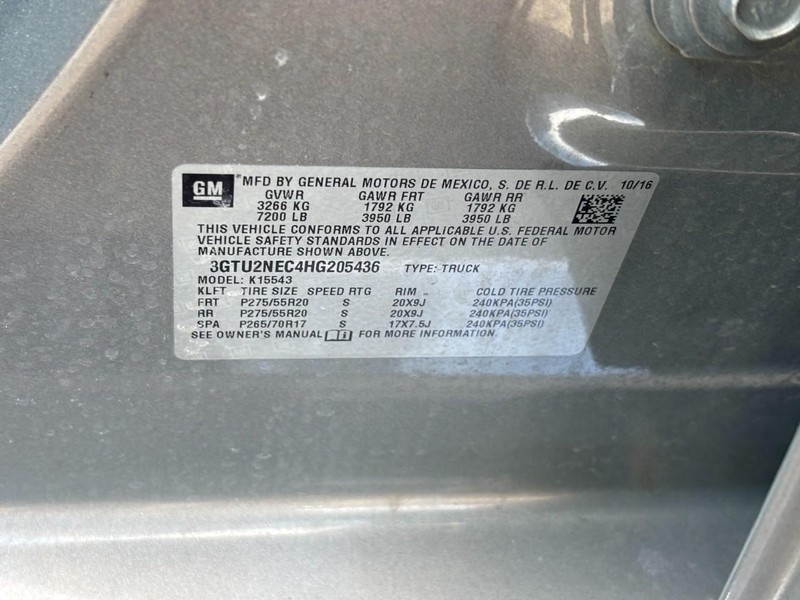 GM MFD BY GENERAL MOTORS DE MEXICO, S. DE R.L. DE C.V. 10/16
GVWR GAWR FRT GAWR RR
3266 KG 1792 KG 1792 KG
7200 LB 3950 LB 3950 LB
THIS VEHICLE CONFORMS TO ALL APPLICABLE U.S. FEDERAL MOTOR
VEHICLE SAFETY STANDARDS IN EFFECT ON THE DATE OF
MANUFACTURE SHOWN ABOVE.
3GTU2NEC4HG205436 TYPE: TRUCK
MODEL: K15543
KLFT TIRE SIZE SPEED RTG RIM COLD TIRE PRESSURE
FRT P275/55R20 S 20X9J 240KPA(35PSI)
RR P275/55R20 S 20X9J 240KPA(35PSI)
SPA P265/70R17 S 17X7.5J 240KPA(35PSI)
SEE OWNER'S MANUAL FOR MORE INFORMATION